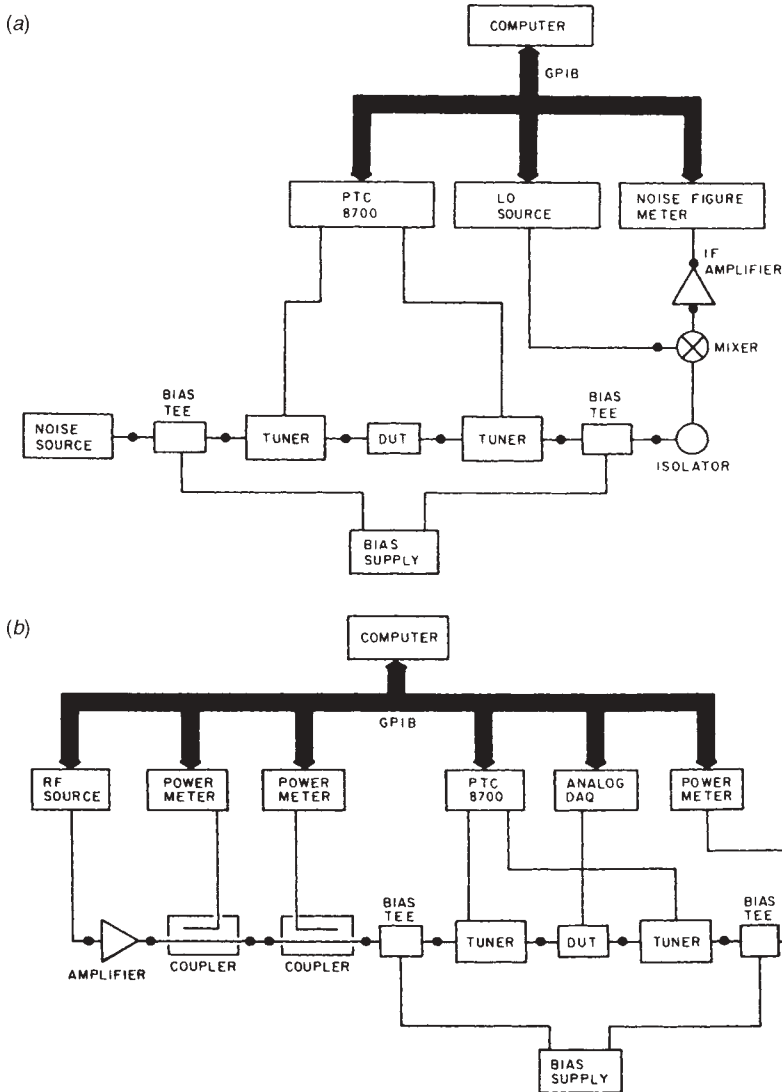 (a)
COMPUTER
GPIB
PTC
8700
LO
SOURCE
NOISE FIGURE
METER
IF
AMPLIFIER
MIXER
BIAS
TEE
BIAS
TEE
NOISE
SOURCE
TUNER
DUT
TUNER
ISOLATOR
BIAS
SUPPLY
(b)
COMPUTER
GPIB
RF
SOURCE
POWER
METER
POWER
METER
PTC
8700
ANALOG
DAQ
POWER
METER
BIAS
TEE
BIAS
TEE
TUNER
DUT
TUNER
AMPLIFIER
COUPLER
COUPLER
BIAS
SUPPLY